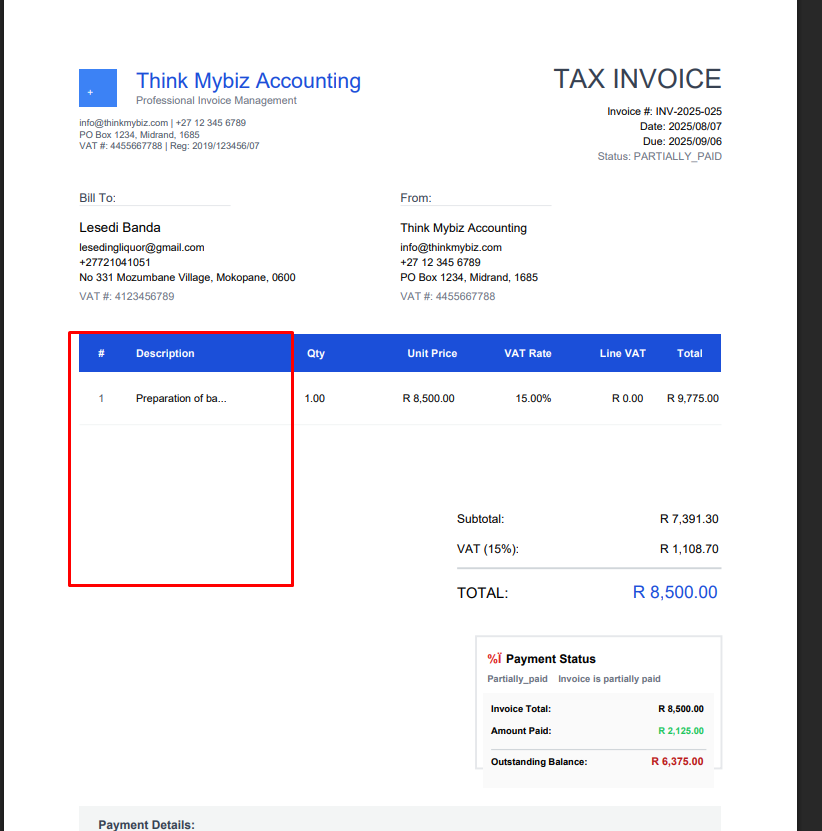 +
Think Mybiz Accounting
Professional Invoice Management
info@thinkmybiz.com | +27 12 345 6789
PO Box 1234, Midrand, 1685
VAT #: 4455667788 | Reg: 2019/123456/07
TAX INVOICE
Invoice #: INV-2025-025
Date: 2025/08/07
Due: 2025/09/06
Status: PARTIALLY_PAID
Bill To:
Lesedi Banda
lesedingliquor@gmail.com
+27721041051
No 331 Mozumbane Village, Mokopane, 0600
VAT #: 4123456789
From:
Think Mybiz Accounting
info@thinkmybiz.com
+27 12 345 6789
PO Box 1234, Midrand, 1685
VAT #: 4455667788
# Description Qty Unit Price VAT Rate Line VAT Total
1 Preparation of ba... 1.00 R 8,500.00 15.00% R 0.00 R 9,775.00
Subtotal: R 7,391.30
VAT (15%): R 1,108.70
TOTAL: R 8,500.00
%Ï Payment Status
Partially_paid Invoice is partially paid
Invoice Total: R 8,500.00
Amount Paid: R 2,125.00
Outstanding Balance: R 6,375.00
Payment Details: